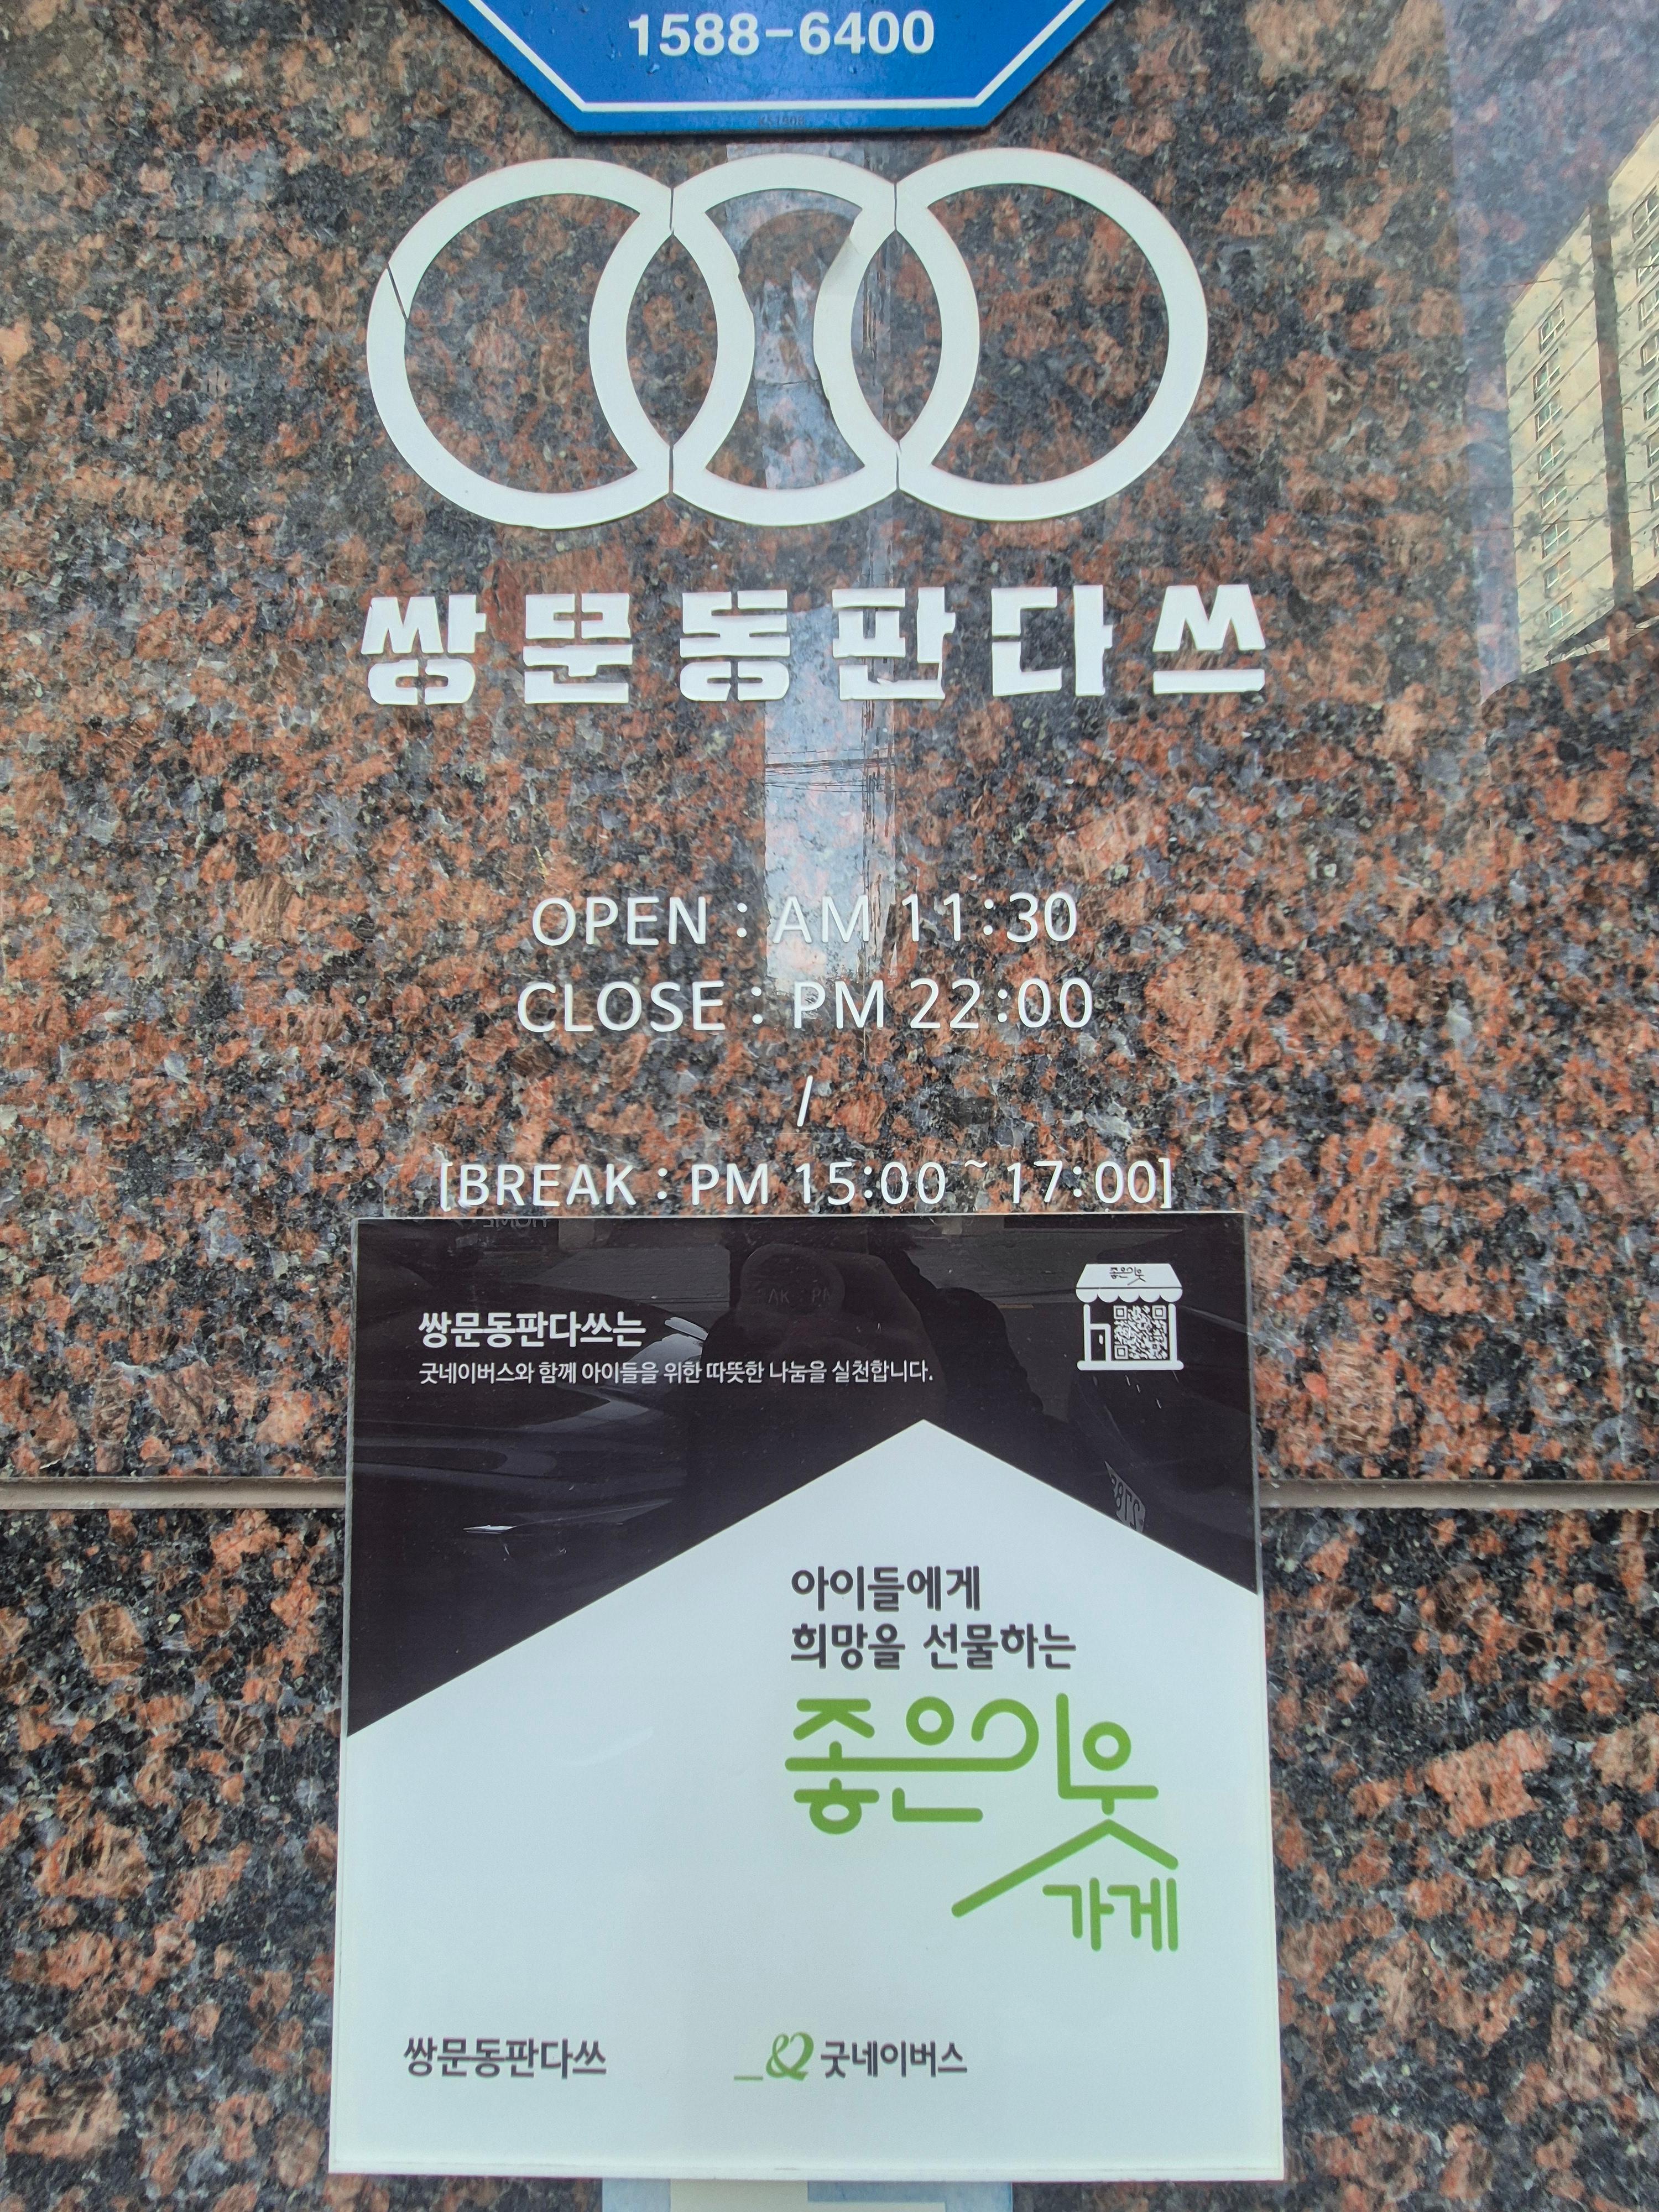 1588-6400
쌍문동판다쓰
OPEN : AM 11:30
CLOSE : PM 22:00
/
[BREAK : PM 15:00 ~ 17:00]
좋은이웃
쌍문동판다쓰는
굿네이버스와 함께 아이들을 위한 따뜻한 나눔을 실천합니다.
아이들에게
희망을 선물하는
좋은이웃
가게
쌍문동판다쓰
굿네이버스